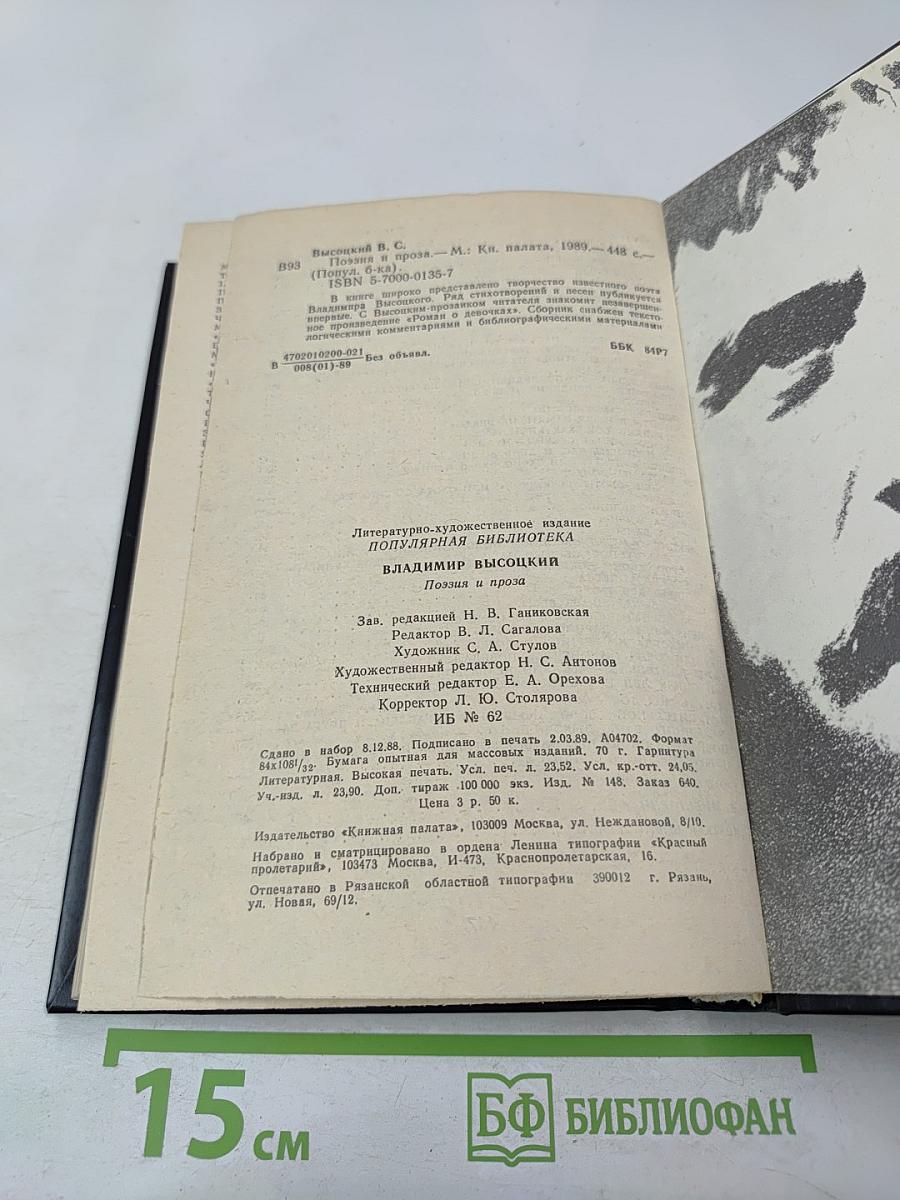 Высоцкий В. С.
В93 Поэзия и проза.— М.: Кн. палата, 1989.— 448 с.—
(Попул. б-ка).
ISBN 5-7000-0135-7
В книге широко представлено творчество известного поэта
Владимира Высоцкого. Ряд стихотворений и песен публикуется
впервые. С Высоцким-прозаиком читателя знакомит незавершен-
ное произведение «Роман о девочках». Сборник снабжен тексто-
логическими комментариями и библиографическими материалами
В 4702010200-021 Без объявл. ББК 84Р7
008(01)-89
Литературно-художественное издание
ПОПУЛЯРНАЯ БИБЛИОТЕКА
ВЛАДИМИР ВЫСОЦКИЙ
Поэзия и проза
Зав. редакцией Н. В. Ганиковская
Редактор В. Л. Сагалова
Художник С. А. Стулов
Художественный редактор Н. С. Антонов
Технический редактор Е. А. Орехова
Корректор Л. Ю. Столярова
ИБ № 62
Сдано в набор 8.12.88. Подписано в печать 2.03.89. А04702. Формат
84х108¹/₃₂. Бумага опытная для массовых изданий. 70 г. Гарнитура
Литературная. Высокая печать. Усл. печ. л. 23,52. Усл. кр.-отт. 24,05.
Уч.-изд. л. 23,90. Доп. тираж 100 000 экз. Изд. № 148. Заказ 640.
Цена 3 р. 50 к.
Издательство «Книжная палата», 103009 Москва, ул. Неждановой, 8/10.
Набрано и сматрицировано в ордена Ленина типографии «Красный
пролетарий», 103473 Москва, И-473, Краснопролетарская, 16.
Отпечатано в Рязанской областной типографии 390012 г. Рязань,
ул. Новая, 69/12.
15 см
БФ БИБЛИОФАН